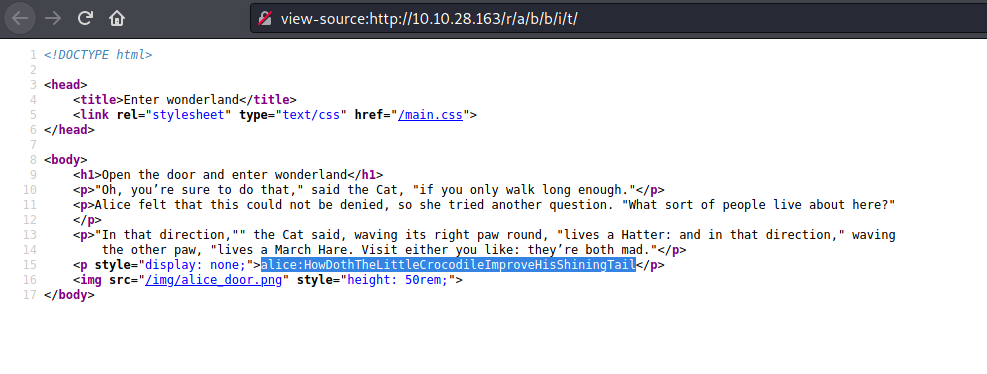 view-source:http://10.10.28.163/r/a/b/b/i/t/
1 <!DOCTYPE html>
2
3 <head>
4 <title>Enter wonderland</title>
5 <link rel="stylesheet" type="text/css" href="/main.css">
6 </head>
7
8 <body>
9 <h1>Open the door and enter wonderland</h1>
10 <p>"Oh, you’re sure to do that," said the Cat, "if you only walk long enough."</p>
11 <p>Alice felt that this could not be denied, so she tried another question. "What sort of people live about here?"
12 </p>
13 <p>"In that direction,"" the Cat said, waving its right paw round, "lives a Hatter: and in that direction," waving
14 the other paw, "lives a March Hare. Visit either you like: they’re both mad."</p>
15 <p style="display: none;">alice:HowDothTheLittleCrocodileImproveHisShiningTail</p>
16 <img src="/img/alice_door.png" style="height: 50rem;">
17 </body>